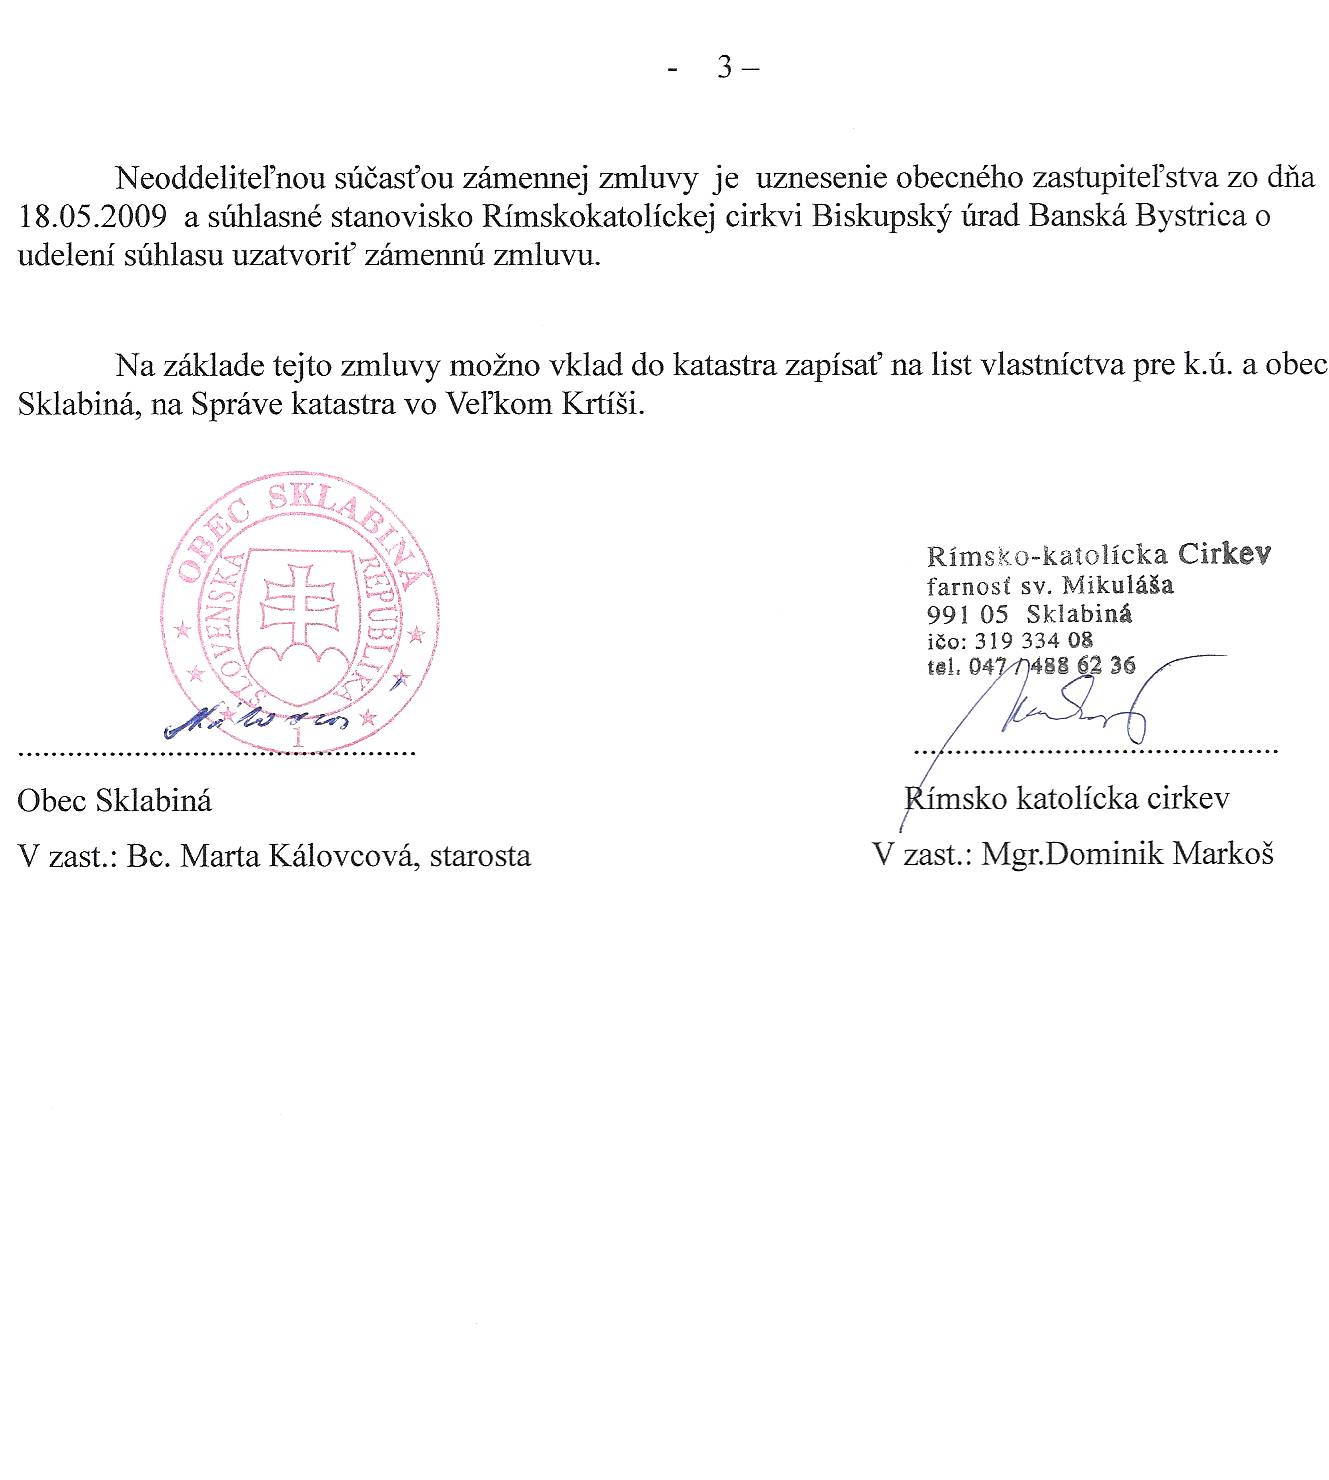 - 3 –
Neoddeliteľnou súčasťou zámennej zmluvy je uznesenie obecného zastupiteľstva zo dňa
18.05.2009 a súhlasné stanovisko Rímskokatolíckej cirkvi Biskupský úrad Banská Bystrica o
udelení súhlasu uzatvoriť zámennú zmluvu.
Na základe tejto zmluvy možno vklad do katastra zapísať na list vlastníctva pre k.ú. a obec
Sklabiná, na Správe katastra vo Veľkom Krtíši.
OBEC SKLABINÁ
SLOVENSKÁ REPUBLIKA
1
Rímsko-katolícka Cirkev
farnosť sv. Mikuláša
991 05 Sklabiná
ičo: 319 334 08
tel. 047 / 488 62 36
Obec Sklabiná
Rímsko katolícka cirkev
V zast.: Bc. Marta Kálovcová, starosta
V zast.: Mgr.Dominik Markoš